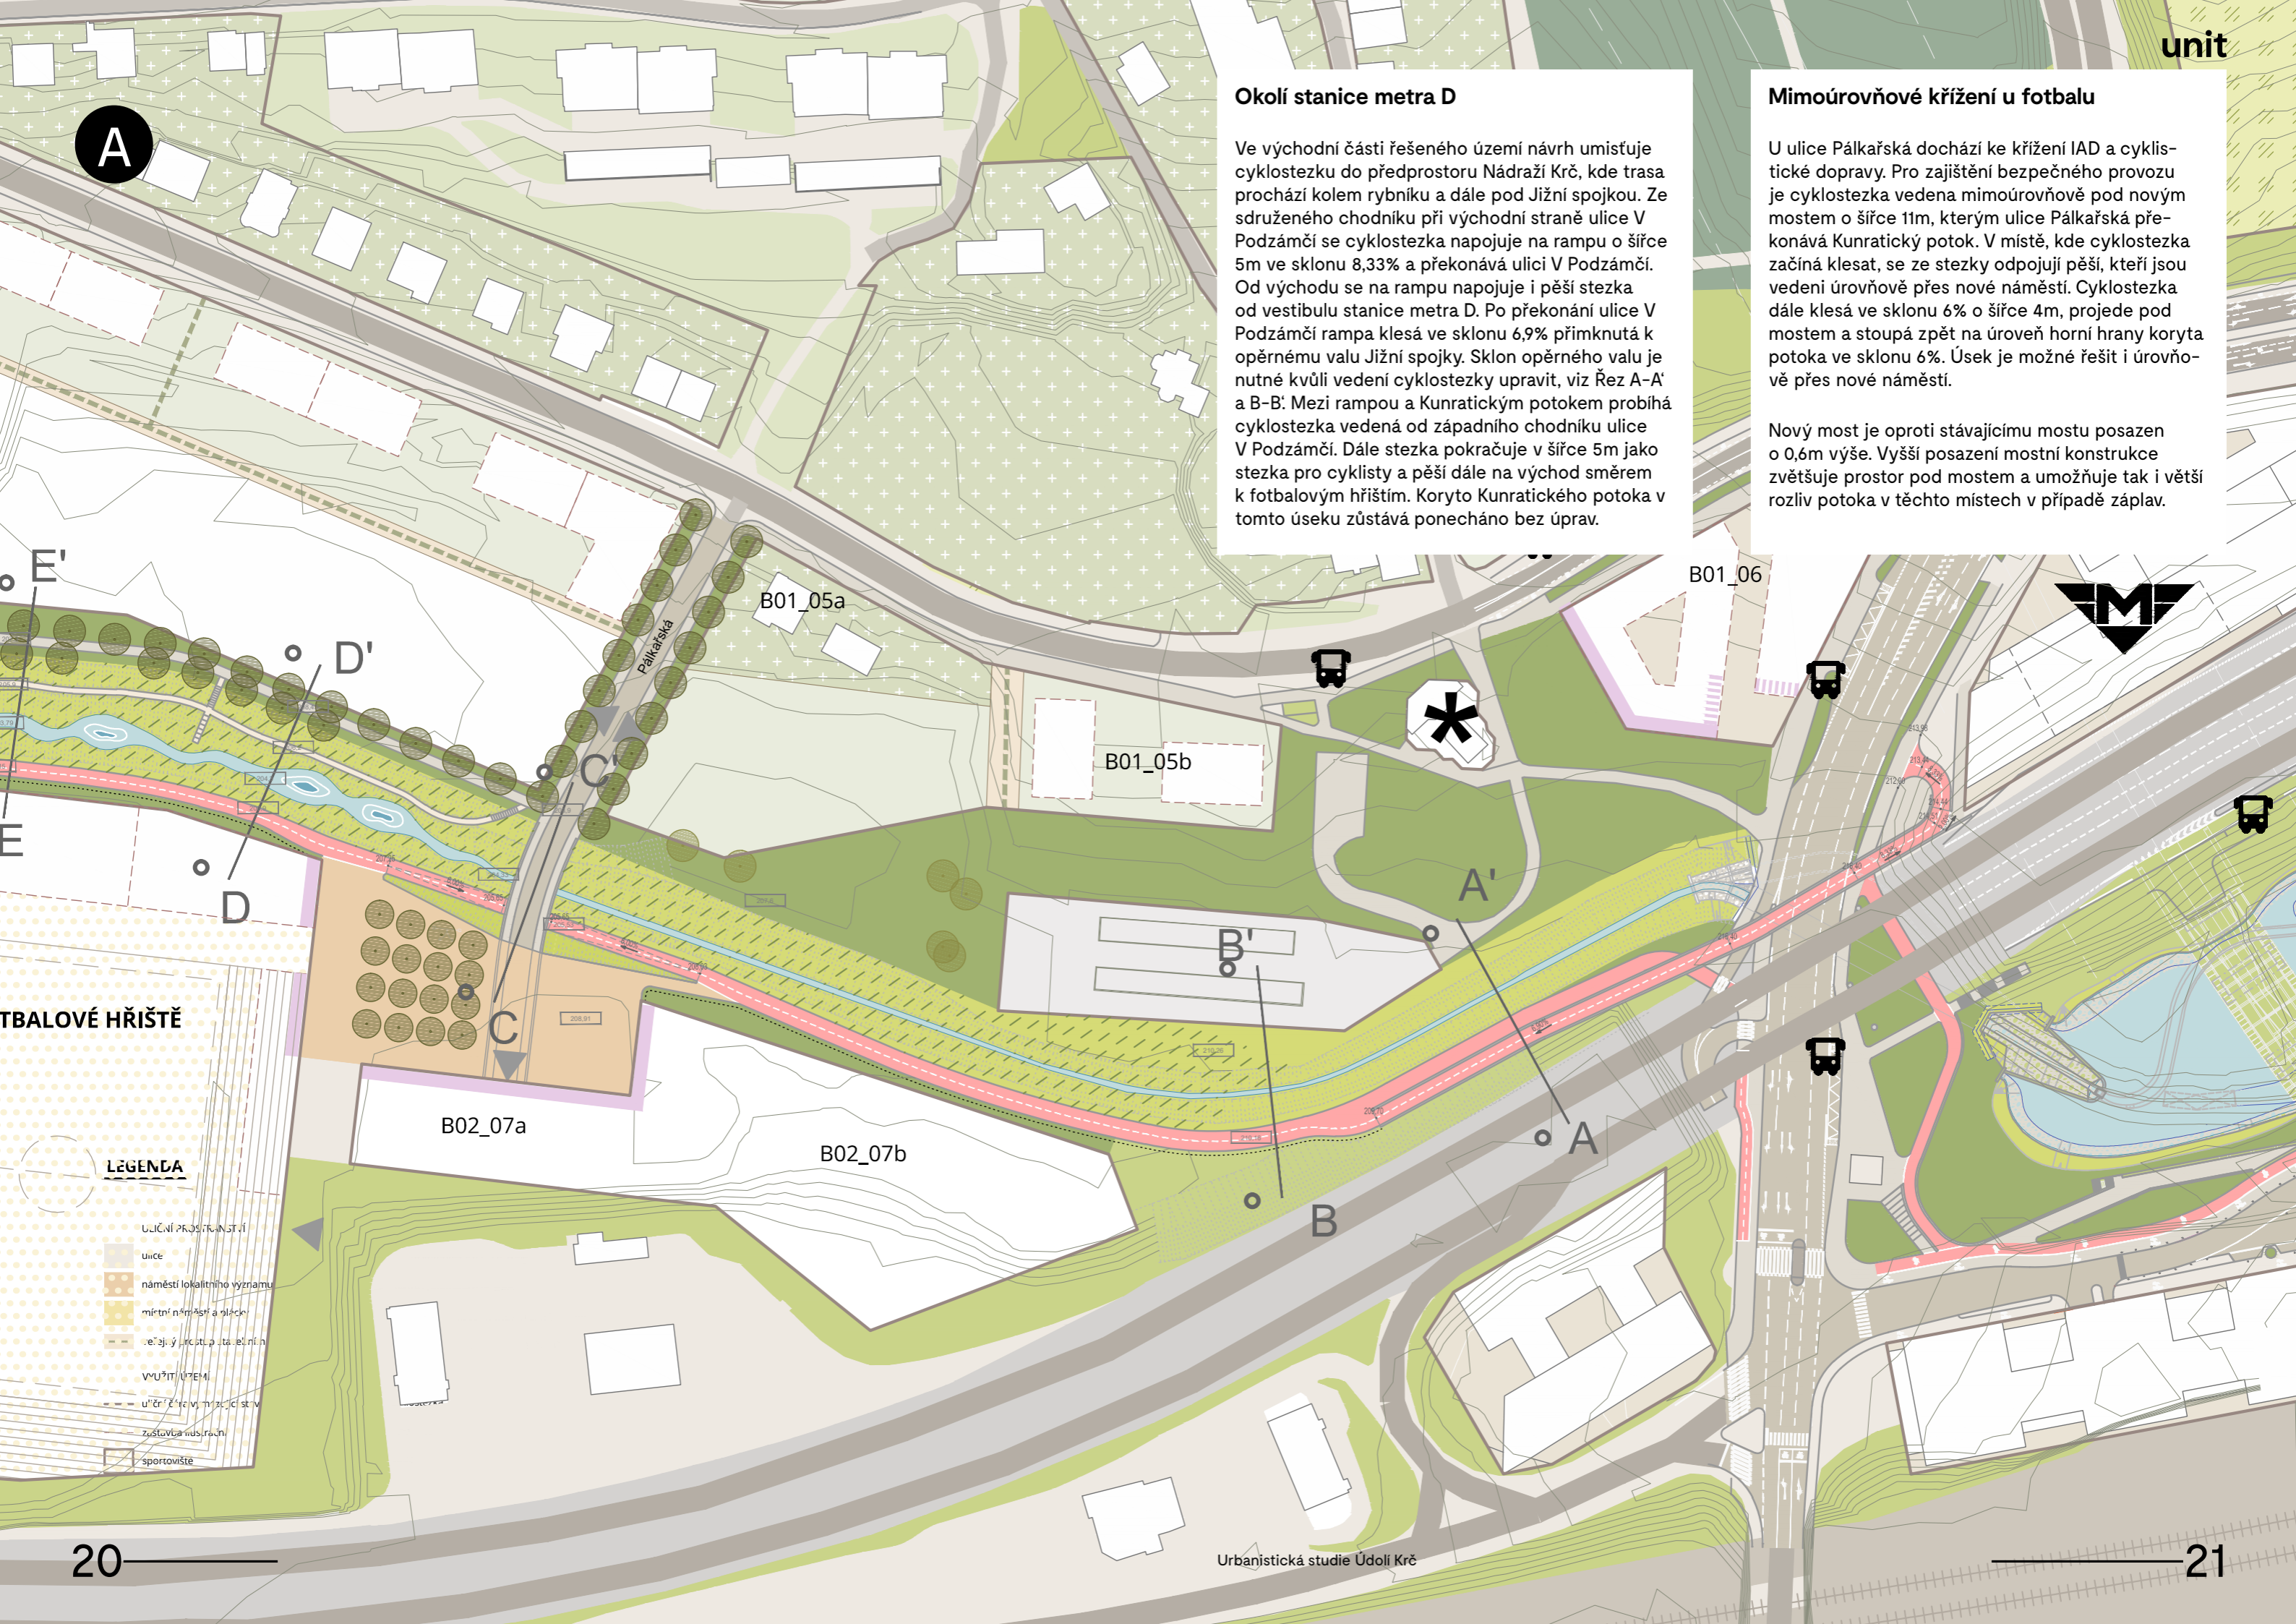 unit
A
Okolí stanice metra D
Ve východní části řešeného území návrh umisťuje
cyklostezku do předprostoru Nádraží Krč, kde trasa
prochází kolem rybníku a dále pod Jižní spojkou. Ze
sdruženého chodníku při východní straně ulice V
Podzámčí se cyklostezka napojuje na rampu o šířce
5m ve sklonu 8,33% a překonává ulici V Podzámčí.
Od východu se na rampu napojuje i pěší stezka
od vestibulu stanice metra D. Po překonání ulice V
Podzámčí rampa klesá ve sklonu 6,9% přimknutá k
opěrnému valu Jižní spojky. Sklon opěrného valu je
nutné kvůli vedení cyklostezky upravit, viz Řez A-A‘
a B-B‘. Mezi rampou a Kunratickým potokem probíhá
cyklostezka vedená od západního chodníku ulice
V Podzámčí. Dále stezka pokračuje v šířce 5m jako
stezka pro cyklisty a pěší dále na východ směrem
k fotbalovým hřištím. Koryto Kunratického potoka v
tomto úseku zůstává ponecháno bez úprav.
Mimoúrovňové křížení u fotbalu
U ulice Pálkařská dochází ke křížení IAD a cyklis-
tické dopravy. Pro zajištění bezpečného provozu
je cyklostezka vedena mimoúrovňově pod novým
mostem o šířce 11m, kterým ulice Pálkařská pře-
konává Kunratický potok. V místě, kde cyklostezka
začíná klesat, se ze stezky odpojují pěší, kteří jsou
vedeni úrovňově přes nové náměstí. Cyklostezka
dále klesá ve sklonu 6% o šířce 4m, projede pod
mostem a stoupá zpět na úroveň horní hrany koryta
potoka ve sklonu 6%. Úsek je možné řešit i úrovňo-
vě přes nové náměstí.
Nový most je oproti stávajícímu mostu posazen
o 0,6m výše. Vyšší posazení mostní konstrukce
zvětšuje prostor pod mostem a umožňuje tak i větší
rozliv potoka v těchto místech v případě záplav.
E'
D'
B01_05a
Pálkařská
B01_06
M
C'
B01_05b
E
D
A'
B'
C
TBALOVÉ HŘIŠTĚ
208,91
B02_07a
B02_07b
A
B
LEGENDA
ULIČNÍ PROSTRANSTVÍ
ulice
náměstí lokalitního významu
místní náměstí a plácky
VYUŽITÍ ÚZEMÍ
zástavba ilustrační
sportoviště
20
Urbanistická studie Údolí Krč
21